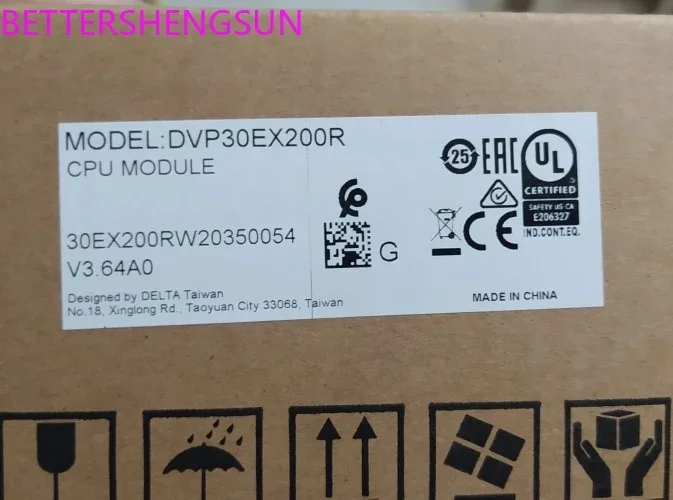 BETTERSHENGSUN
MODEL:DVP30EX200R
CPU MODULE
30EX200RW20350054
V3.64A0
Designed by DELTA Taiwan
No.18, Xinglong Rd., Taoyuan City 33068, Taiwan
G
25
EAC
UL
CERTIFIED
SAFETY US CA
E206327
IND.CONT.EQ.
CE
MADE IN CHINA